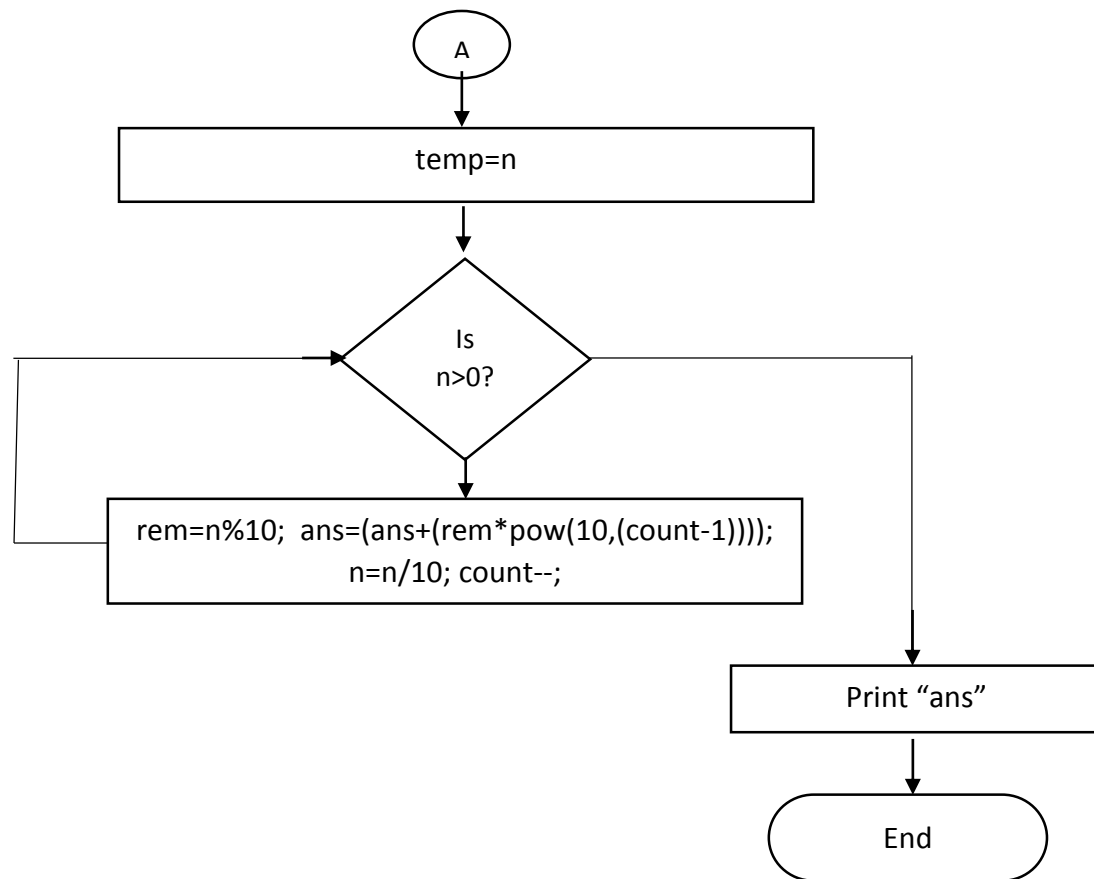 A
temp=n
Is
n>0?
rem=n%10; ans=(ans+(rem*pow(10,(count-1))));
n=n/10; count--;
Print “ans”
End